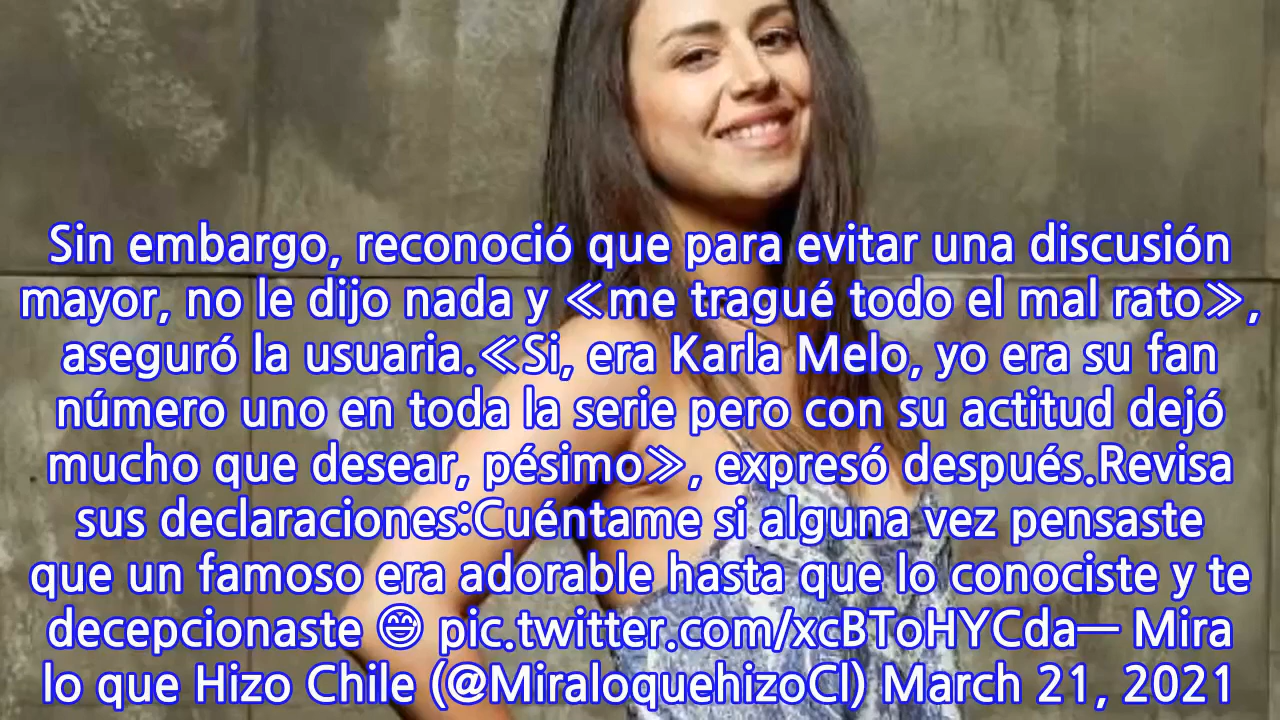 Sin embargo, reconoció que para evitar una discusión
mayor, no le dijo nada y ≪me tragué todo el mal rato≫,
aseguró la usuaria.≪Si, era Karla Melo, yo era su fan
número uno en toda la serie pero con su actitud dejó
mucho que desear, pésimo≫, expresó después.Revisa
sus declaraciones:Cuéntame si alguna vez pensaste
que un famoso era adorable hasta que lo conociste y te
decepcionaste 😅 pic.twitter.com/xcBToHYCda— Mira
lo que Hizo Chile (@MiraloquehizoCl) March 21, 2021